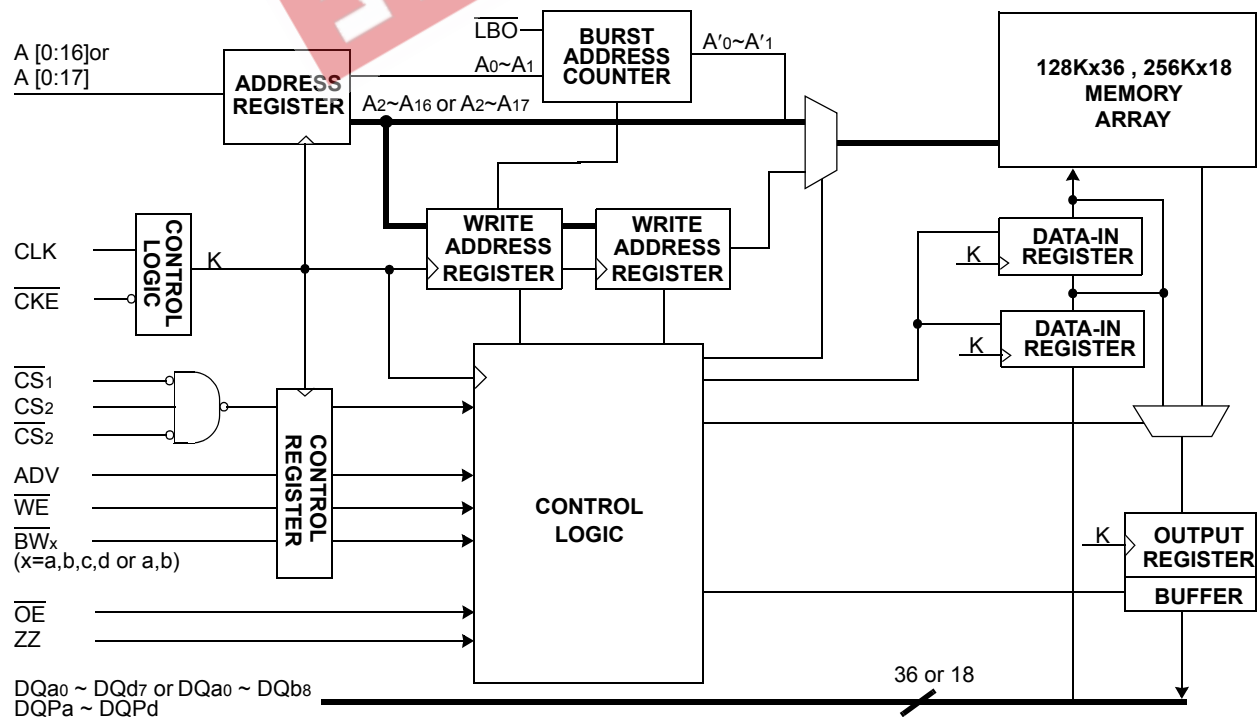 A [0:16]or
A [0:17]
ADDRESS
REGISTER
LBO
A0~A1
BURST
ADDRESS
COUNTER
A'0~A'1
A2~A16 or A2~A17
128Kx36 , 256Kx18
MEMORY
ARRAY
CLK
CKE
CONTROL
LOGIC
K
WRITE
ADDRESS
REGISTER
WRITE
ADDRESS
REGISTER
K
DATA-IN
REGISTER
K
DATA-IN
REGISTER
CS1
CS2
CS2
ADV
WE
BWx
(x=a,b,c,d or a,b)
CONTROL
REGISTER
CONTROL
LOGIC
K
OUTPUT
REGISTER
BUFFER
OE
ZZ
DQa0 ~ DQd7 or DQa0 ~ DQb8
DQPa ~ DQPd
36 or 18